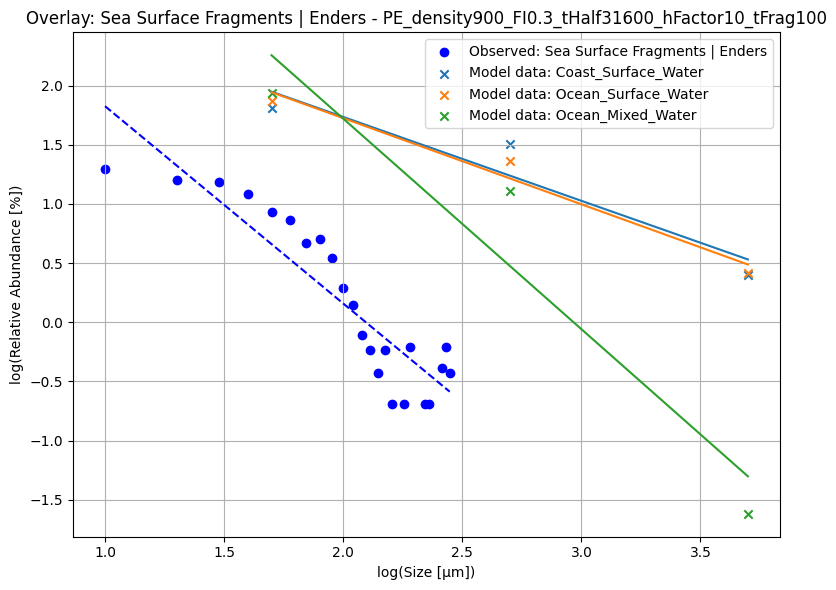 Overlay: Sea Surface Fragments | Enders - PE_density900_FI0.3_tHalf31600_hFactor10_tFrag100
Observed: Sea Surface Fragments | Enders
Model data: Coast_Surface_Water
Model data: Ocean_Surface_Water
Model data: Ocean_Mixed_Water
log(Relative Abundance [%])
2.0
1.5
1.0
0.5
0.0
−0.5
−1.0
−1.5
1.0 1.5 2.0 2.5 3.0 3.5
log(Size [μm])